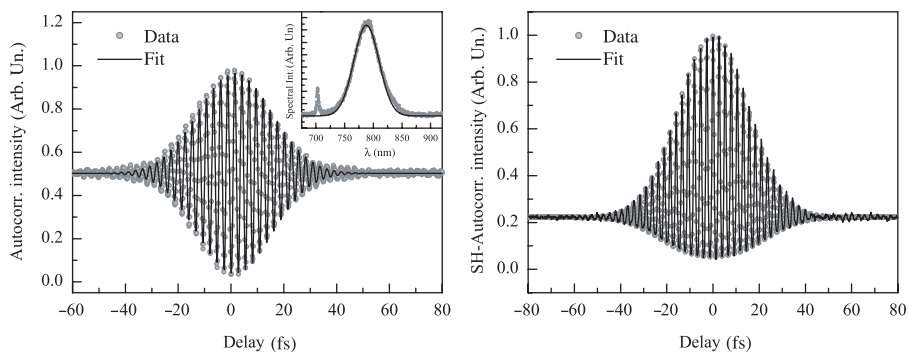 Autocorr. intensity (Arb. Un.)
1.2
1.0
0.8
0.6
0.4
0.2
0.0
Data
Fit
Spectral Int. (Arb. Un)
700 750 800 850 900
λ (nm)
−60 −40 −20 0 20 40 60 80
Delay (fs)
SH-Autocorr. intensity (Arb. Un.)
1.0
0.8
0.6
0.4
0.2
0.0
Data
Fit
−80 −60 −40 −20 0 20 40 60 80
Delay (fs)